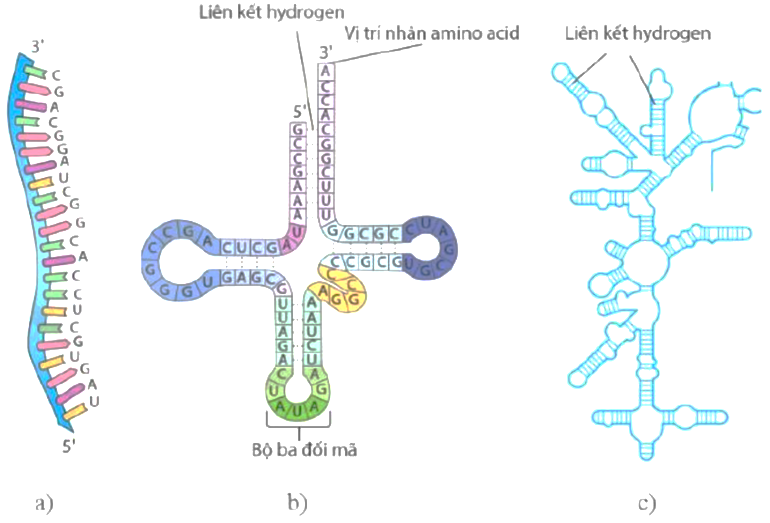 Liên kết hydrogen
Vị trí nhận amino acid
Liên kết hydrogen
3'
C
G
A
C
G
G
A
U
C
G
G
C
A
C
C
U
C
G
U
G
A
U
5'
3'
A
C
C
A
C
G
G
C
U
U
U
5'
G
C
C
G
A
A
A
U
C U C G A
G A G C G
G G C G C
C C G C G U
U
U
A
G
A
C
U A U A G
A
A
U
C
U
A
Bộ ba đối mã
a)
b)
c)